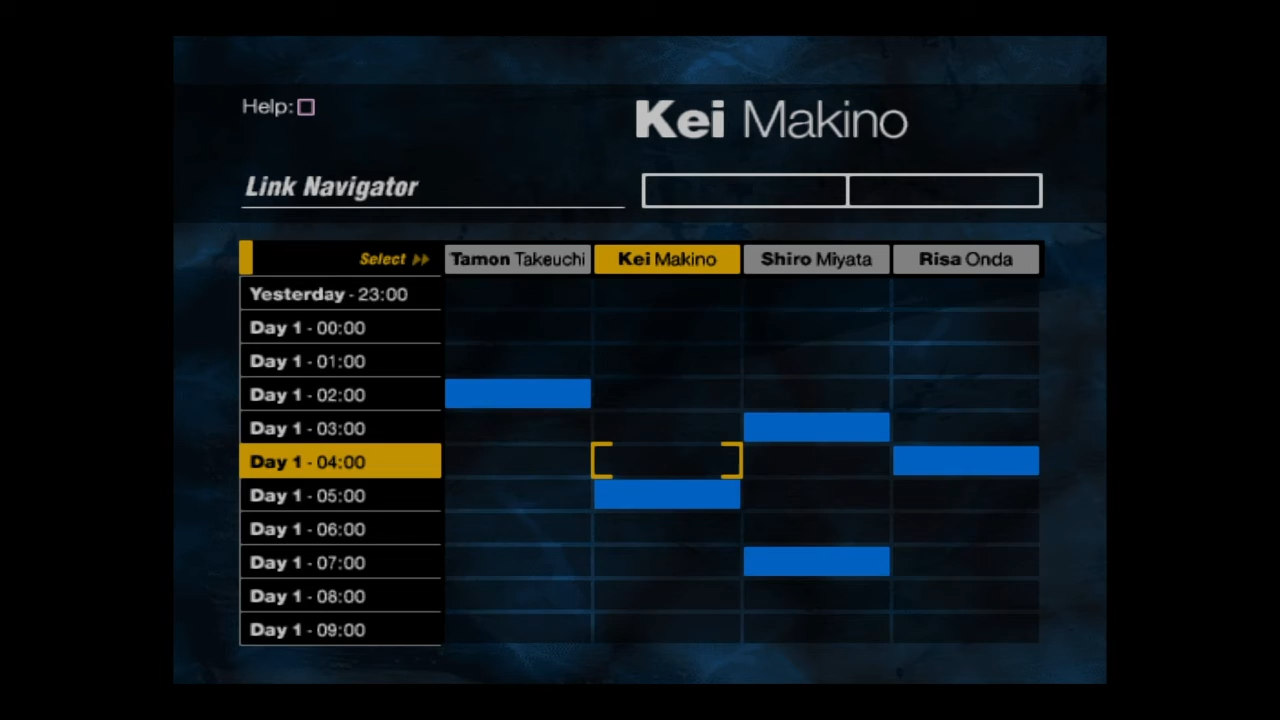 Help:
Kei Makino
Link Navigator
Select Tamon Takeuchi Kei Makino Shiro Miyata Risa Onda
Yesterday - 23:00
Day 1 - 00:00
Day 1 - 01:00
Day 1 - 02:00
Day 1 - 03:00
Day 1 - 04:00
Day 1 - 05:00
Day 1 - 06:00
Day 1 - 07:00
Day 1 - 08:00
Day 1 - 09:00